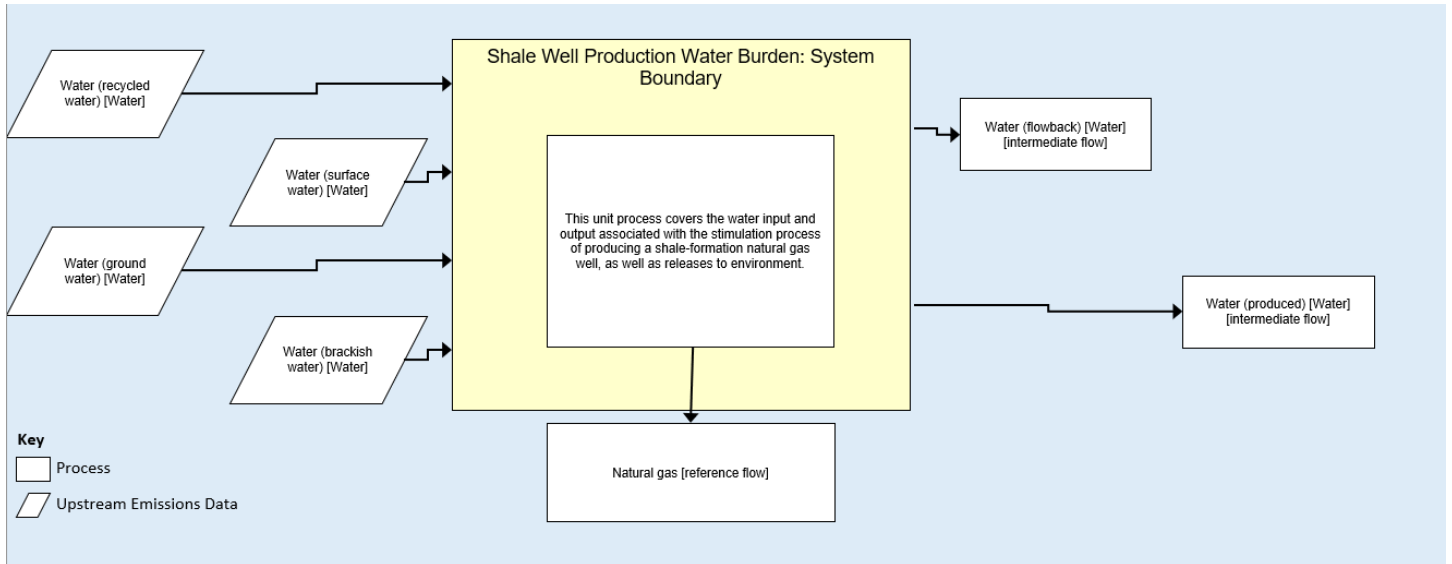 Shale Well Production Water Burden: System
Boundary
Water (recycled
water) [Water]
Water (surface
water) [Water]
Water (ground
water) [Water]
Water (brackish
water) [Water]
This unit process covers the water input and
output associated with the stimulation process
of producing a shale-formation natural gas
well, as well as releases to environment.
Water (flowback) [Water]
[intermediate flow]
Water (produced) [Water]
[intermediate flow]
Natural gas [reference flow]
Key
Process
Upstream Emissions Data